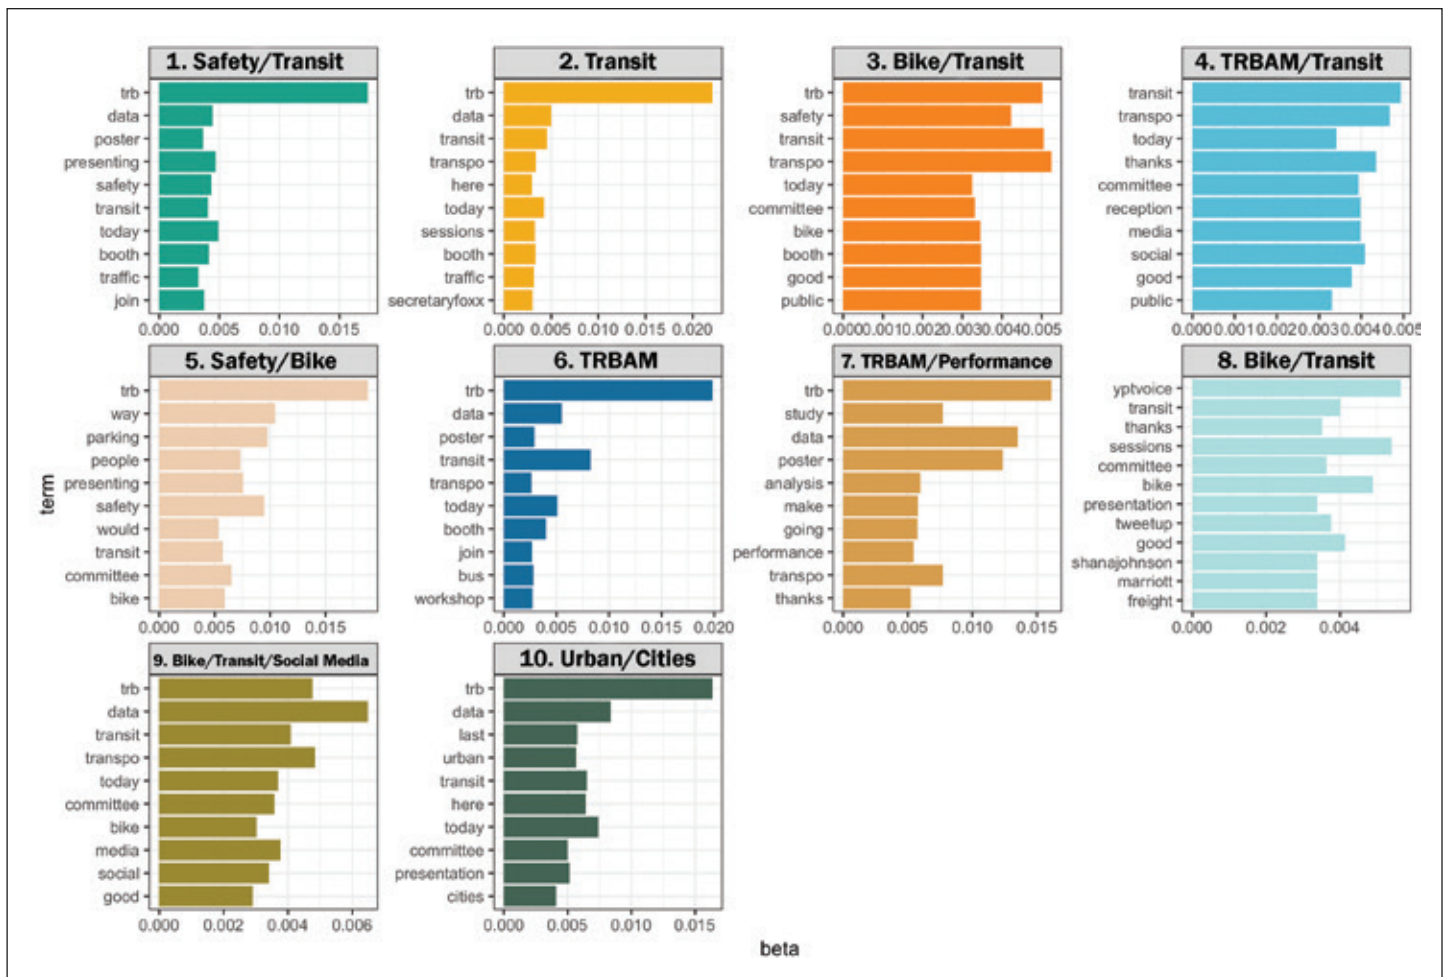 1. Safety/Transit
trb
data
poster
presenting
safety
transit
today
booth
traffic
join
0.000 0.005 0.010 0.015
2. Transit
trb
data
transit
transpo
here
today
sessions
booth
traffic
secretaryfoxx
0.000 0.005 0.010 0.015 0.020
3. Bike/Transit
trb
safety
transit
transpo
today
committee
bike
booth
good
public
0.0000.0010.0020.0030.0040.005
4. TRBAM/Transit
transit
transpo
today
thanks
committee
reception
media
social
good
public
0.0000.0010.0020.0030.0040.005
5. Safety/Bike
trb
way
parking
people
presenting
safety
would
transit
committee
bike
0.000 0.005 0.010 0.015
6. TRBAM
trb
data
poster
transit
transpo
today
booth
join
bus
workshop
0.000 0.005 0.010 0.015 0.020
7. TRBAM/Performance
trb
study
data
poster
analysis
make
going
performance
transpo
thanks
0.000 0.005 0.010 0.015
8. Bike/Transit
yptvoice
transit
thanks
sessions
committee
bike
presentation
tweetup
good
shanajohnson
marriott
freight
0.000 0.002 0.004
9. Bike/Transit/Social Media
trb
data
transit
transpo
today
committee
bike
media
social
good
0.000 0.002 0.004 0.006
10. Urban/Cities
trb
data
last
urban
transit
here
today
committee
presentation
cities
0.000 0.005 0.010 0.015
term
beta